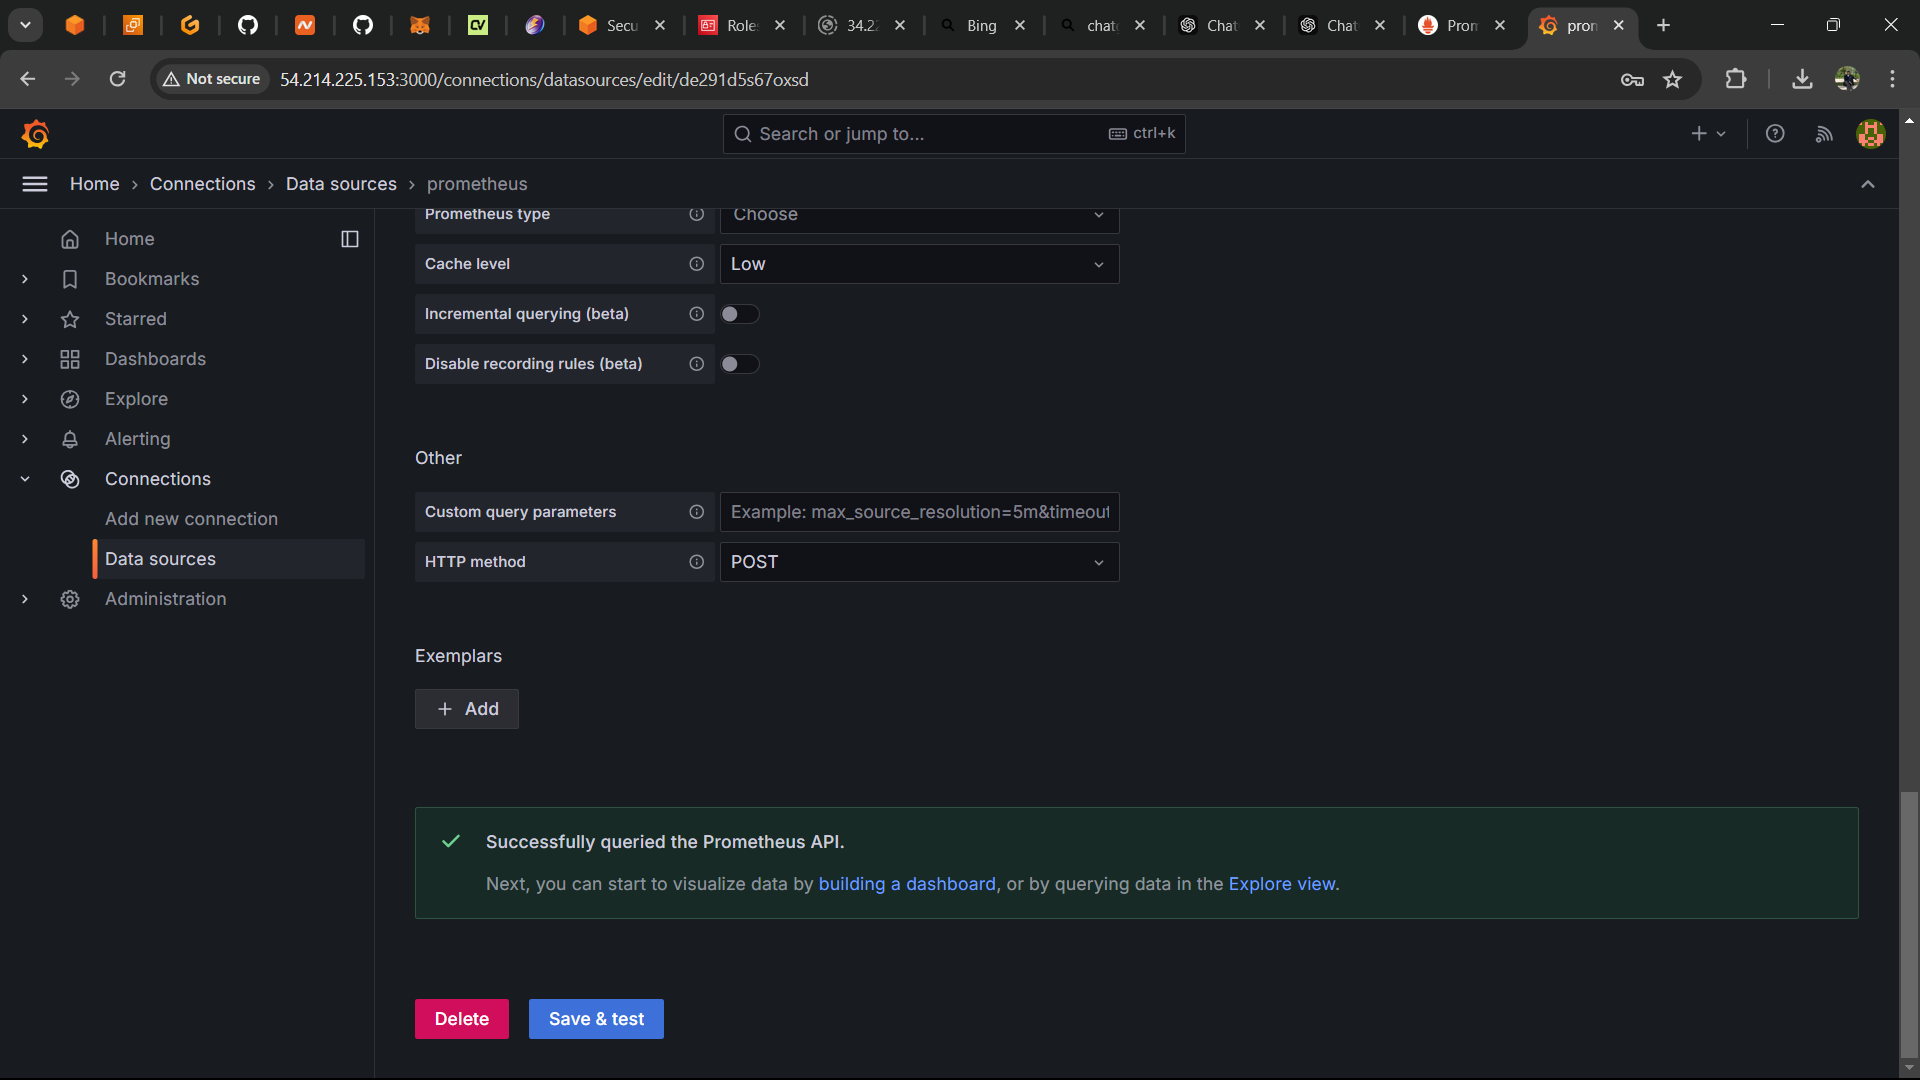 Secu
Role
34.22
Bing
chat
Chat
Chat
Prom
prom
Not secure
54.214.225.153:3000/connections/datasources/edit/de291d5s67oxsd
Search or jump to...
ctrl+k
Home > Connections > Data sources > prometheus
Home
Bookmarks
Starred
Dashboards
Explore
Alerting
Connections
Add new connection
Data sources
Administration
Prometheus type
Choose
Cache level
Low
Incremental querying (beta)
Disable recording rules (beta)
Other
Custom query parameters
Example: max_source_resolution=5m&timeout
HTTP method
POST
Exemplars
+ Add
Successfully queried the Prometheus API.
Next, you can start to visualize data by building a dashboard, or by querying data in the Explore view.
Delete
Save & test